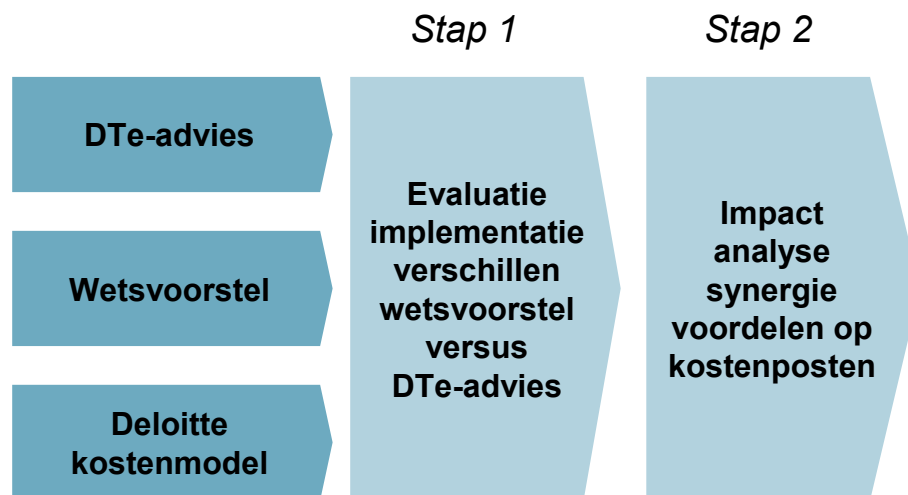 Stap 1
Stap 2
DTe-advies
Wetsvoorstel
Deloitte
kostenmodel
Evaluatie
implementatie
verschillen
wetsvoorstel
versus
DTe-advies
Impact
analyse
synergie
voordelen op
kostenposten